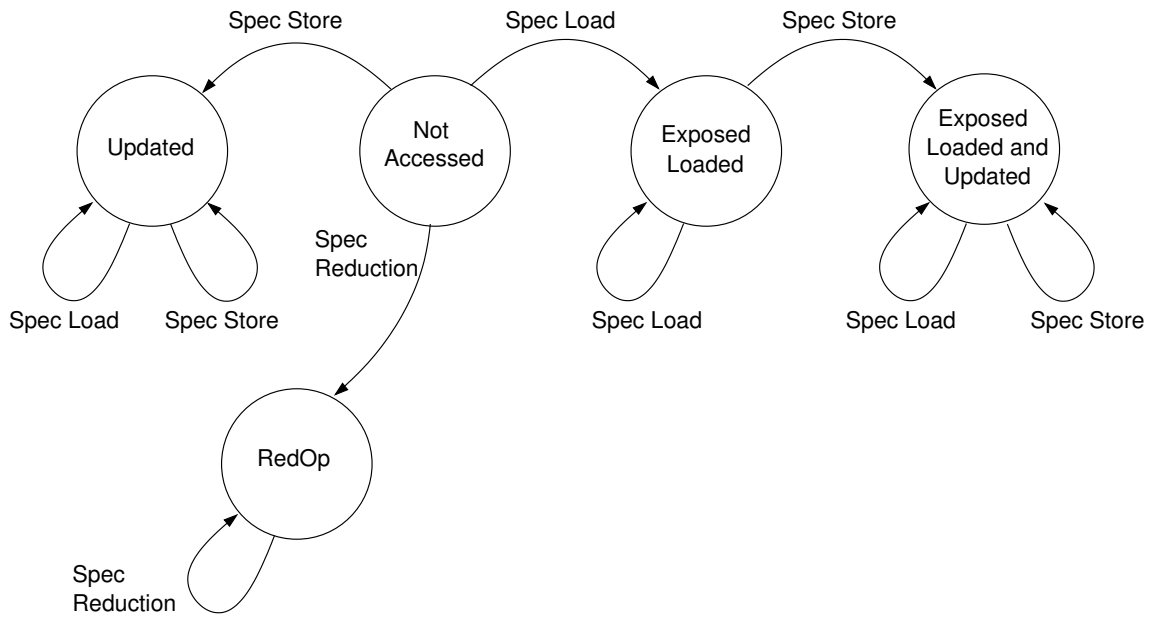 Spec Store
Spec Load
Spec Store
Updated
Not
Accessed
Exposed
Loaded
Exposed
Loaded and
Updated
Spec
Reduction
Spec Load
Spec Store
Spec Load
Spec Load
Spec Store
RedOp
Spec
Reduction